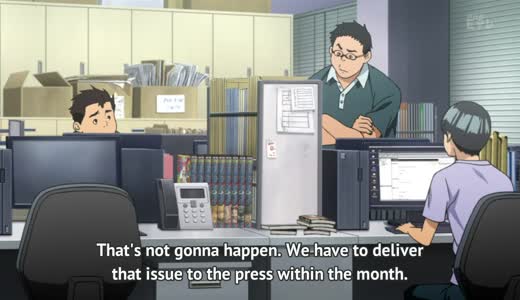 That's not gonna happen. We have to deliver
that issue to the press within the month.